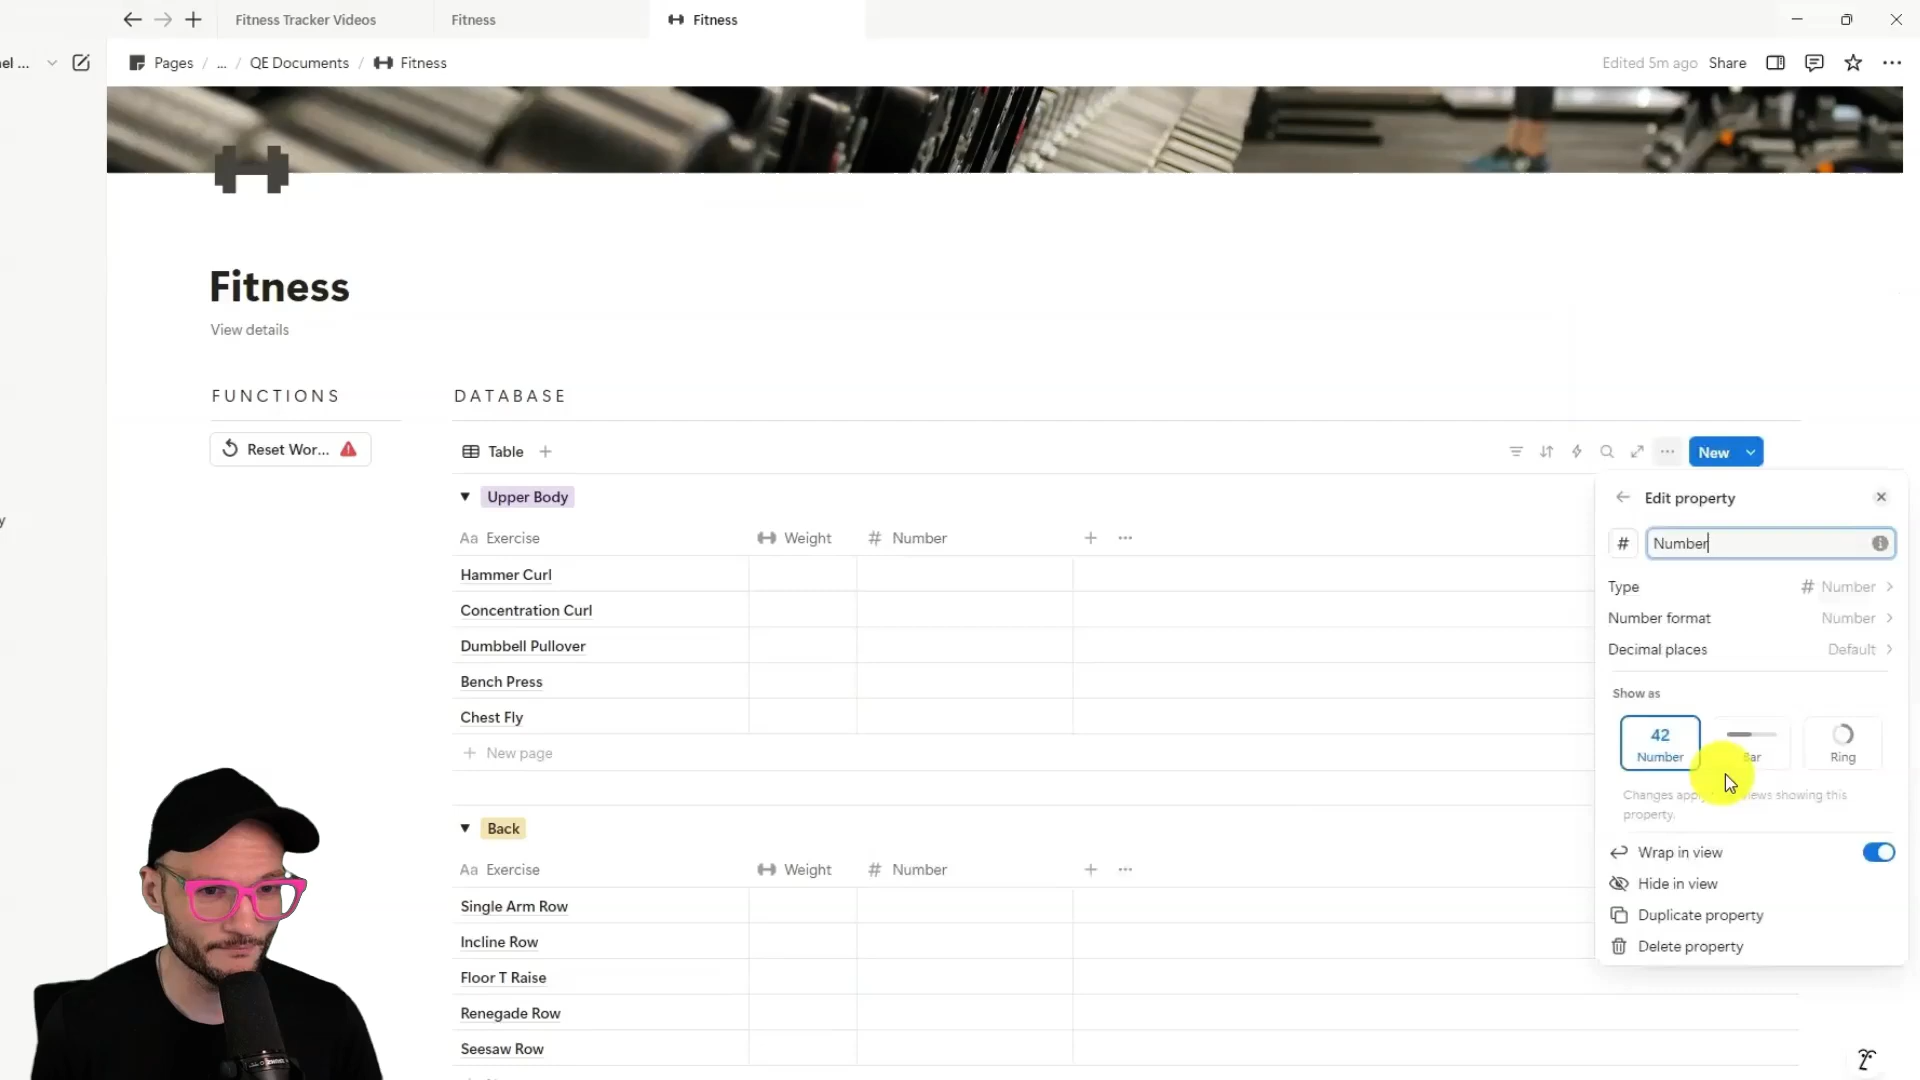 Fitness Tracker Videos
Fitness
Fitness
el ...
Pages / ... / QE Documents / Fitness
Edited 5m ago
Share
Fitness
View details
FUNCTIONS
DATABASE
Reset Wor...
Table
New
Upper Body
Aa Exercise
Weight
# Number
Hammer Curl
Concentration Curl
Dumbbell Pullover
Bench Press
Chest Fly
+ New page
Back
Aa Exercise
Weight
# Number
Single Arm Row
Incline Row
Floor T Raise
Renegade Row
Seesaw Row
y
Edit property
# Number
Type # Number
Number format Number
Decimal places Default
Show as
42
Number
Ring
Changes views showing this
property.
Wrap in view
Hide in view
Duplicate property
Delete property